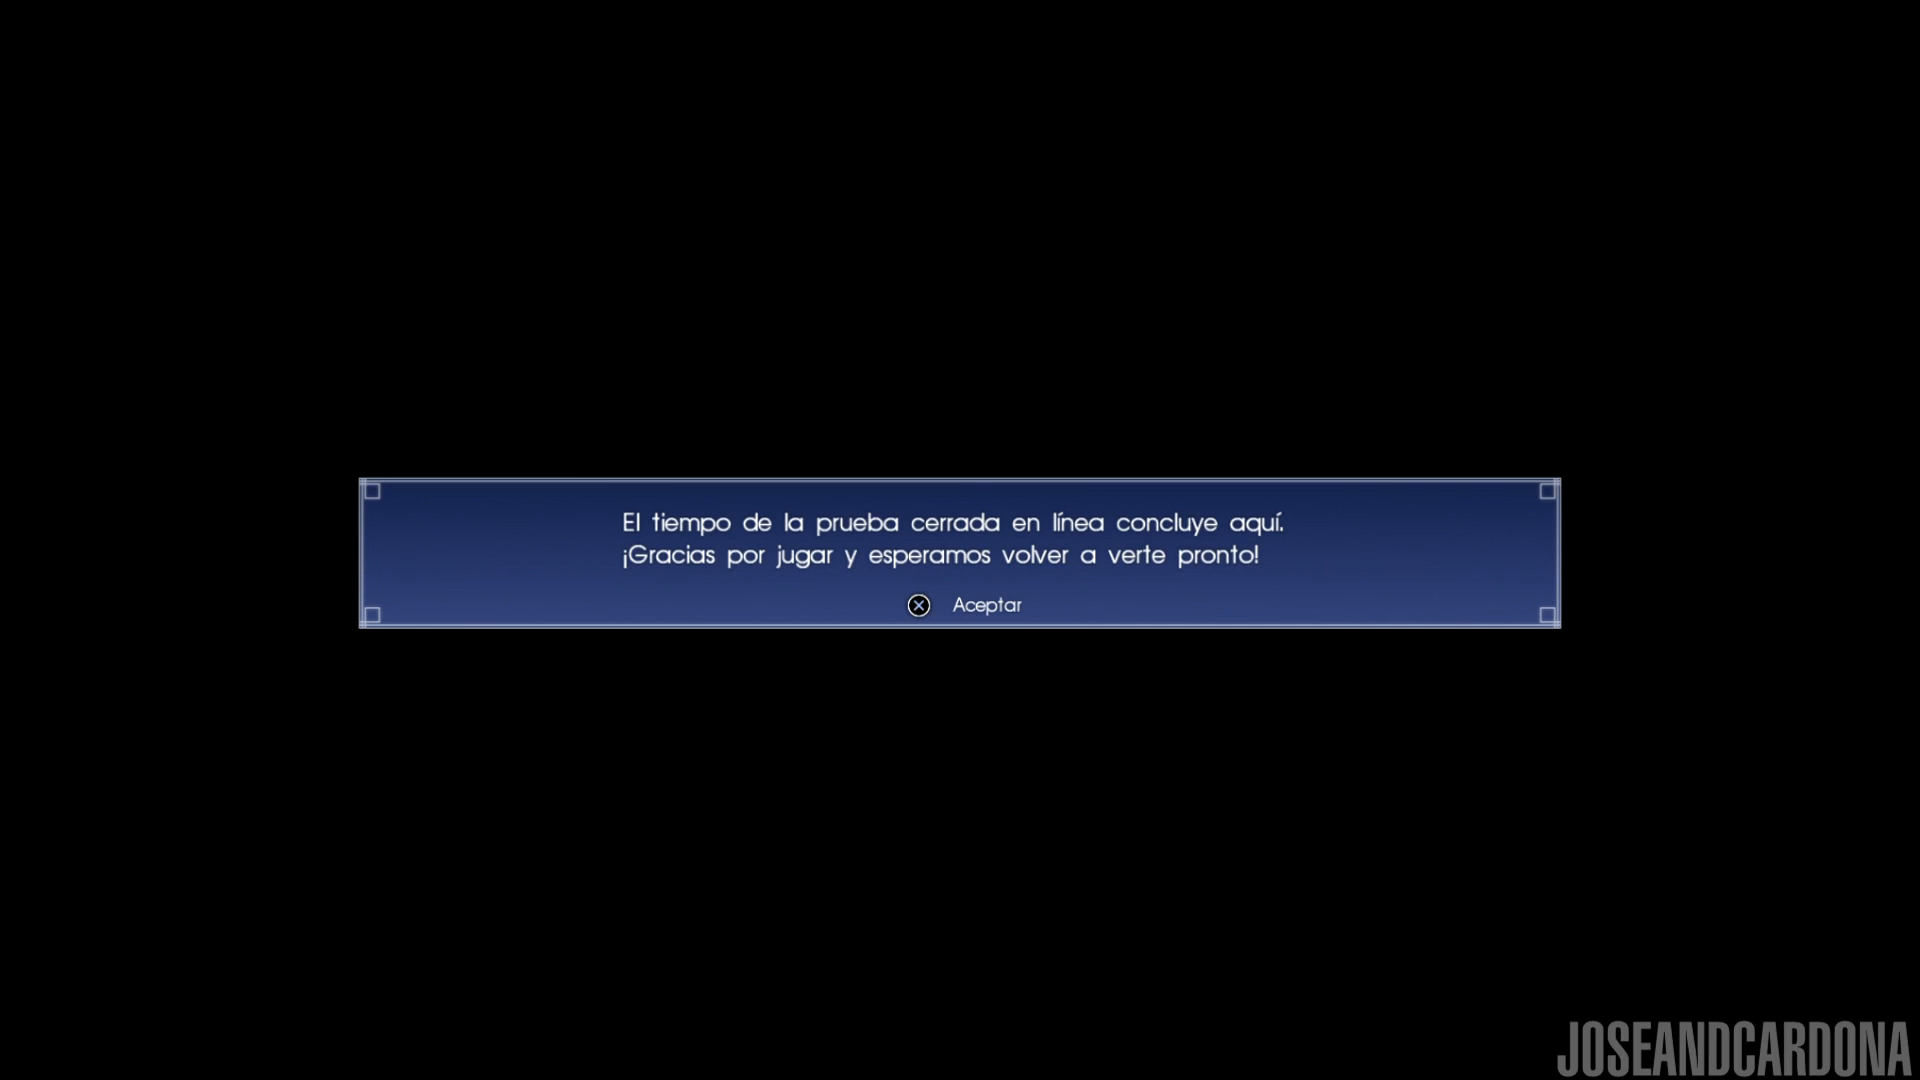 El tiempo de la prueba cerrada en línea concluye aquí.
¡Gracias por jugar y esperamos volver a verte pronto!
Aceptar
JOSEANDCARDONA